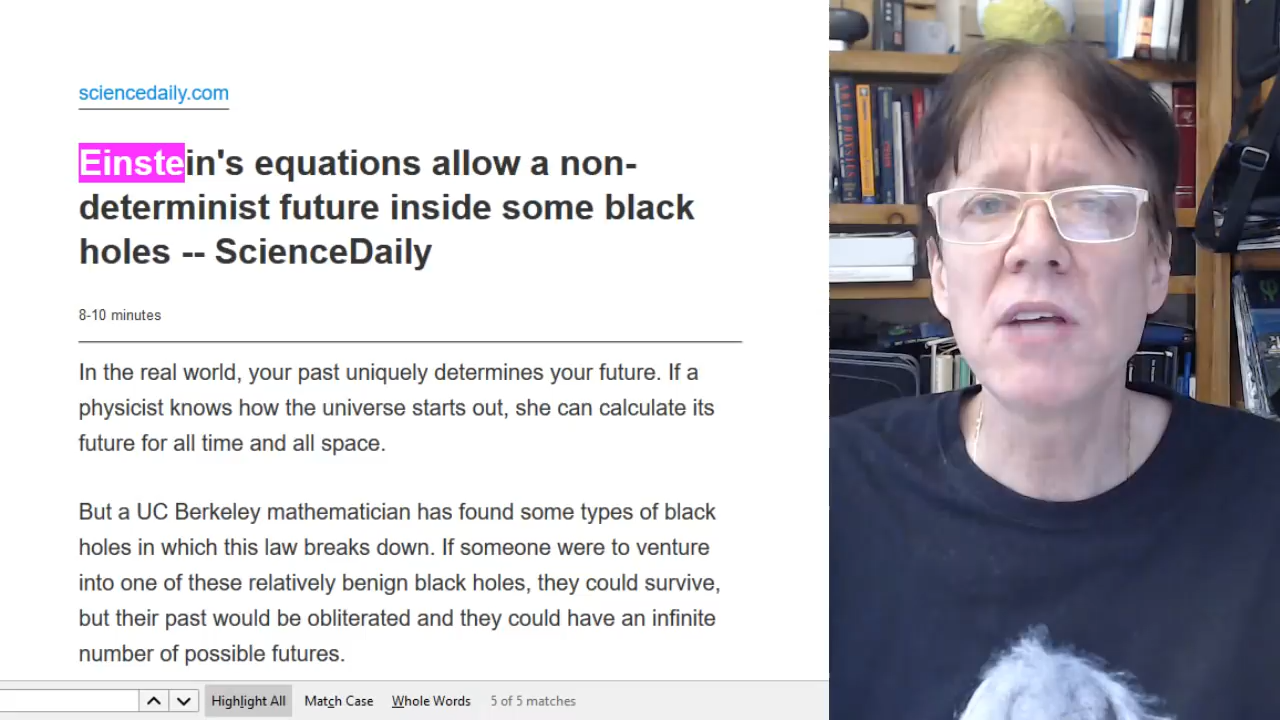 sciencedaily.com
Einstein's equations allow a non-
determinist future inside some black
holes -- ScienceDaily
8-10 minutes
In the real world, your past uniquely determines your future. If a
physicist knows how the universe starts out, she can calculate its
future for all time and all space.
But a UC Berkeley mathematician has found some types of black
holes in which this law breaks down. If someone were to venture
into one of these relatively benign black holes, they could survive,
but their past would be obliterated and they could have an infinite
number of possible futures.
Highlight All Match Case Whole Words 5 of 5 matches